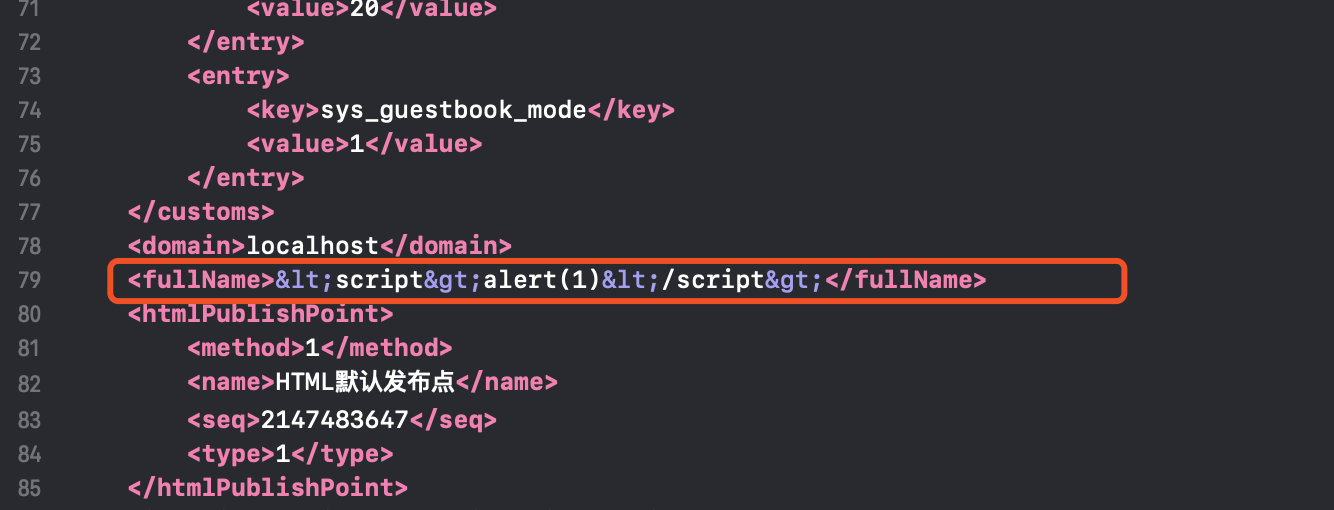 71 <value>20</value>
72 </entry>
73 <entry>
74 <key>sys_guestbook_mode</key>
75 <value>1</value>
76 </entry>
77 </customs>
78 <domain>localhost</domain>
79 <fullName>&lt;script&gt;alert(1)&lt;/script&gt;</fullName>
80 <htmlPublishPoint>
81 <method>1</method>
82 <name>HTML默认发布点</name>
83 <seq>2147483647</seq>
84 <type>1</type>
85 </htmlPublishPoint>